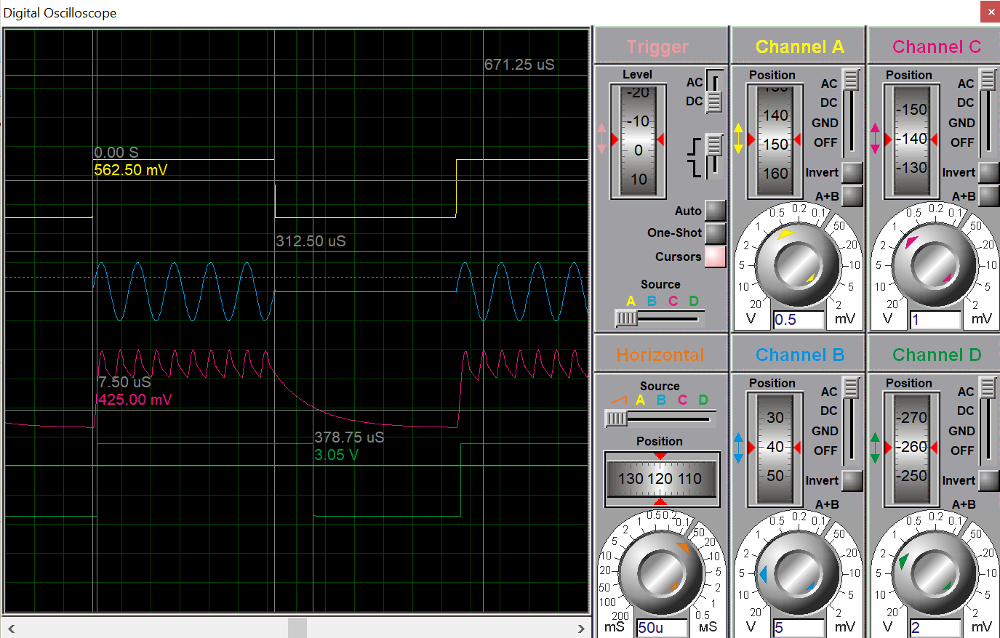 Digital Oscilloscope
671.25 uS
0.00 S
562.50 mV
312.50 uS
7.50 uS
425.00 mV
378.75 uS
3.05 V
Trigger
Level
-20
-10
0
10
AC
DC
Auto
One-Shot
Cursors
Source
A B C D
Channel A
Position
130
140
150
160
AC
DC
GND
OFF
Invert
A+B
20 10 5 2 1 0.5 0.2 0.1 50 20 10 5 2
V 0.5 mV
Channel C
Position
-150
-140
-130
AC
DC
GND
OFF
Invert
A+B
20 10 5 2 1 0.5 0.2 0.1 50 20 10 5 2
V 1 mV
Horizontal
Source
A B C D
Position
130 120 110
200 100 50 20 10 5 2 1 0.5 0.2 0.1 50 20 10 5 2 1 0.5
mS 50u µS
Channel B
Position
30
40
50
AC
DC
GND
OFF
Invert
A+B
20 10 5 2 1 0.5 0.2 0.1 50 20 10 5 2
V 5 mV
Channel D
Position
-270
-260
-250
AC
DC
GND
OFF
Invert
A+B
20 10 5 2 1 0.5 0.2 0.1 50 20 10 5 2
V 2 mV